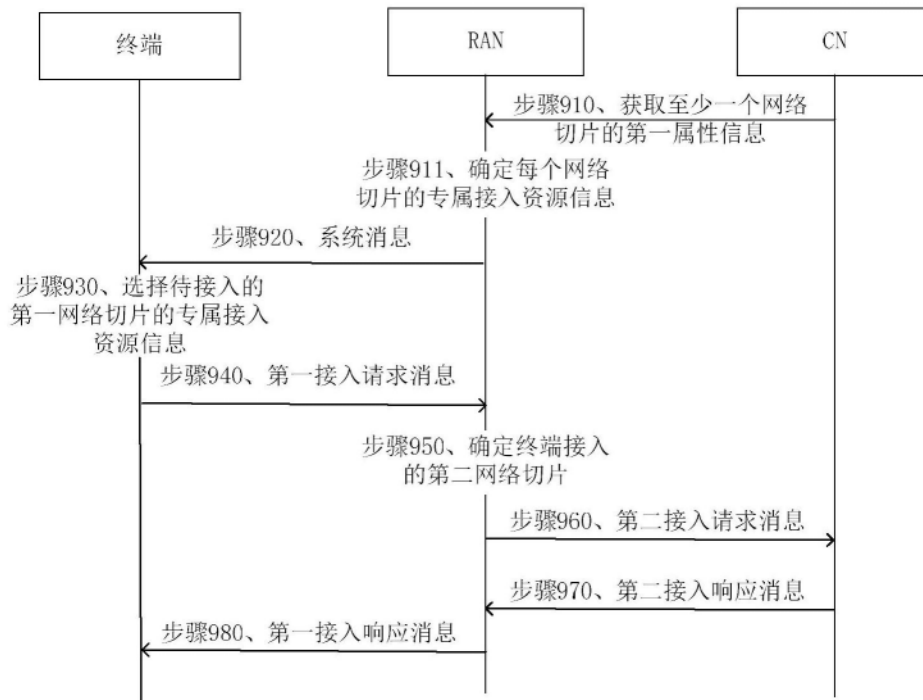 终端
RAN
CN
步骤910、获取至少一个网络
切片的第一属性信息
步骤911、确定每个网络
切片的专属接入资源信息
步骤920、系统消息
步骤930、选择待接入的
第一网络切片的专属接入
资源信息
步骤940、第一接入请求消息
步骤950、确定终端接入
的第二网络切片
步骤960、第二接入请求消息
步骤970、第二接入响应消息
步骤980、第一接入响应消息